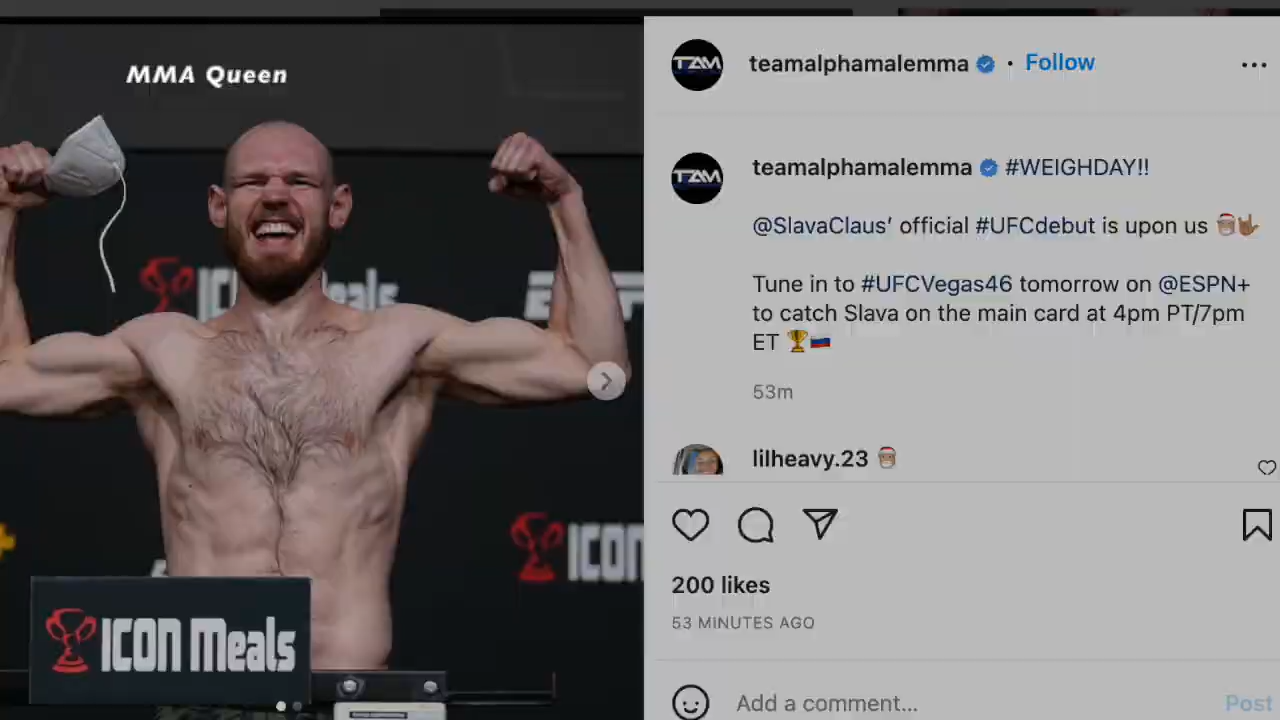 MMA Queen
ICON Meals
ICON
ICON Meals
TAM
teamalphamalemma • Follow
TAM
teamalphamalemma #WEIGHDAY!!
@SlavaClaus’ official #UFCdebut is upon us 🎅🏽🤟🏽
Tune in to #UFCVegas46 tomorrow on @ESPN+
to catch Slava on the main card at 4pm PT/7pm
ET 🏆🇷🇺
53m
lilheavy.23 🎅🏽
200 likes
53 MINUTES AGO
Add a comment...
Post